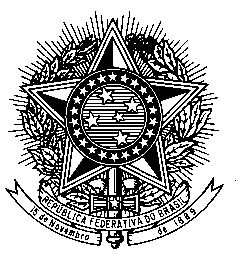 REPÚBLICA FEDERATIVA DO BRASIL
15 de Novembro de 1889